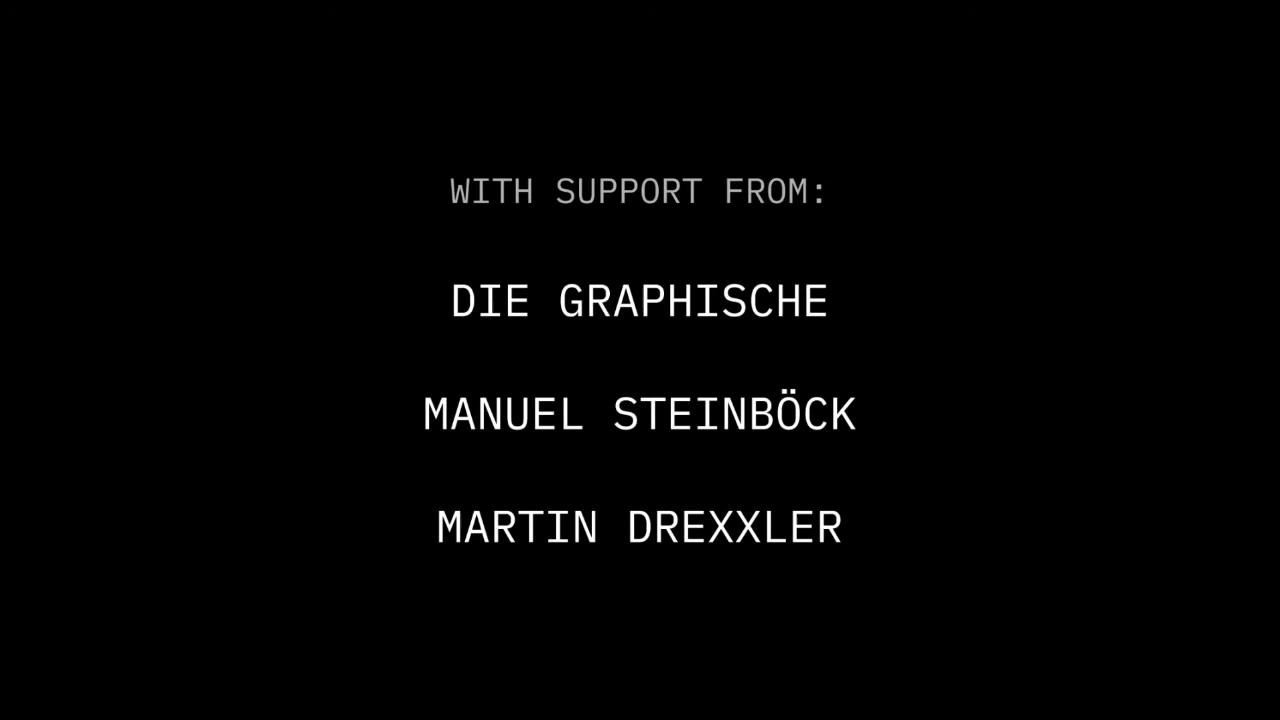 WITH SUPPORT FROM:
DIE GRAPHISCHE
MANUEL STEINBÖCK
MARTIN DREXXLER